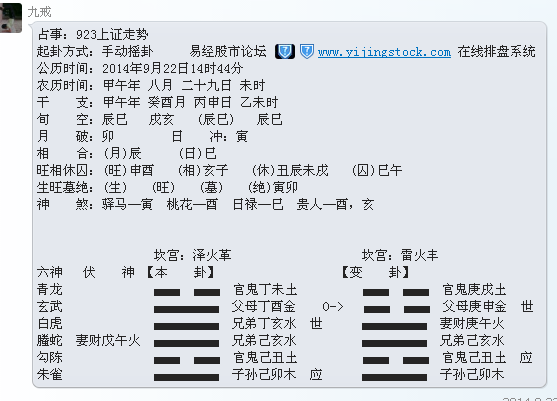 九戒
占事: 923上证走势
起卦方式: 手动摇卦 易经股市论坛 www.yijingstock.com 在线排盘系统
公历时间: 2014年9月22日14时44分
农历时间: 甲午年 八月 二十九日 未时
干 支: 甲午年 癸酉月 丙申日 乙未时
旬 空: 辰巳 戌亥 (辰巳) 辰巳
月 破: 卯 日 冲: 寅
相 合: (月)辰 (日)巳
旺相休囚: (旺)申酉 (相)亥子 (休)丑辰未戌 (囚)巳午
生旺墓绝: (生) (旺) (墓) (绝)寅卯
神 煞: 驿马—寅 桃花—酉 日禄—巳 贵人—酉, 亥
坎宫: 泽火革 坎宫: 雷火丰
六神 伏 神 【本 卦】 【变 卦】
青龙 官鬼丁未土 官鬼庚戌土
玄武 父母丁酉金 O-> 父母庚申金 世
白虎 兄弟丁亥水 世 妻财庚午火
螣蛇 妻财戊午火 兄弟己亥水 兄弟己亥水
勾陈 官鬼己丑土 官鬼己丑土 应
朱雀 子孙己卯木 应 子孙己卯木